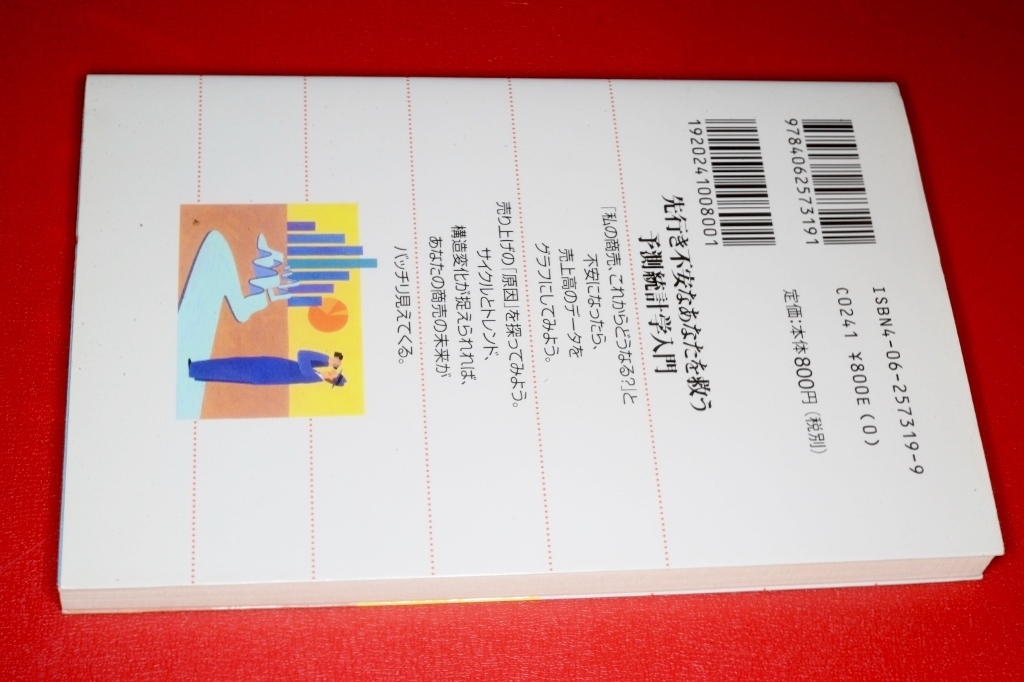 ISBN4-06-257319-9
C0241 ¥800E (0)
定価:本体800円(税別)
9784062573191
1920241008001
先行き不安なあなたを救う
予測統計学入門
「私の商売、これからどうなる?」と
不安になったら、
売上高のデータを
グラフにしてみよう。
売り上げの「原因」を探ってみよう。
サイクルとトレンド、
構造変化が捉えられれば、
あなたの商売の未来が
バッチリ見えてくる。